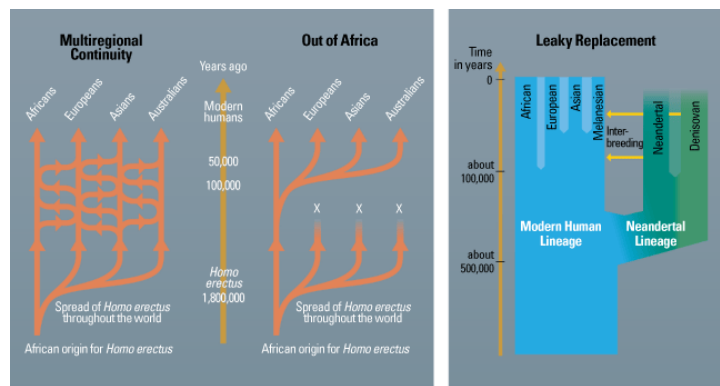 Multiregional
Continuity
Out of Africa
Years ago
Africans
Europeans
Asians
Australians
Modern
humans
50,000
100,000
Homo
erectus
1,800,000
Africans
Europeans
Asians
Australians
X
X
X
Spread of Homo erectus
throughout the world
African origin for Homo erectus
Spread of Homo erectus
throughout the world
African origin for Homo erectus
Leaky Replacement
Time
in years
0
African
European
Asian
Melanesian
Inter-
breeding
Neandertal
Denisovan
about
100,000
Modern Human
Lineage
Neandertal
Lineage
about
500,000